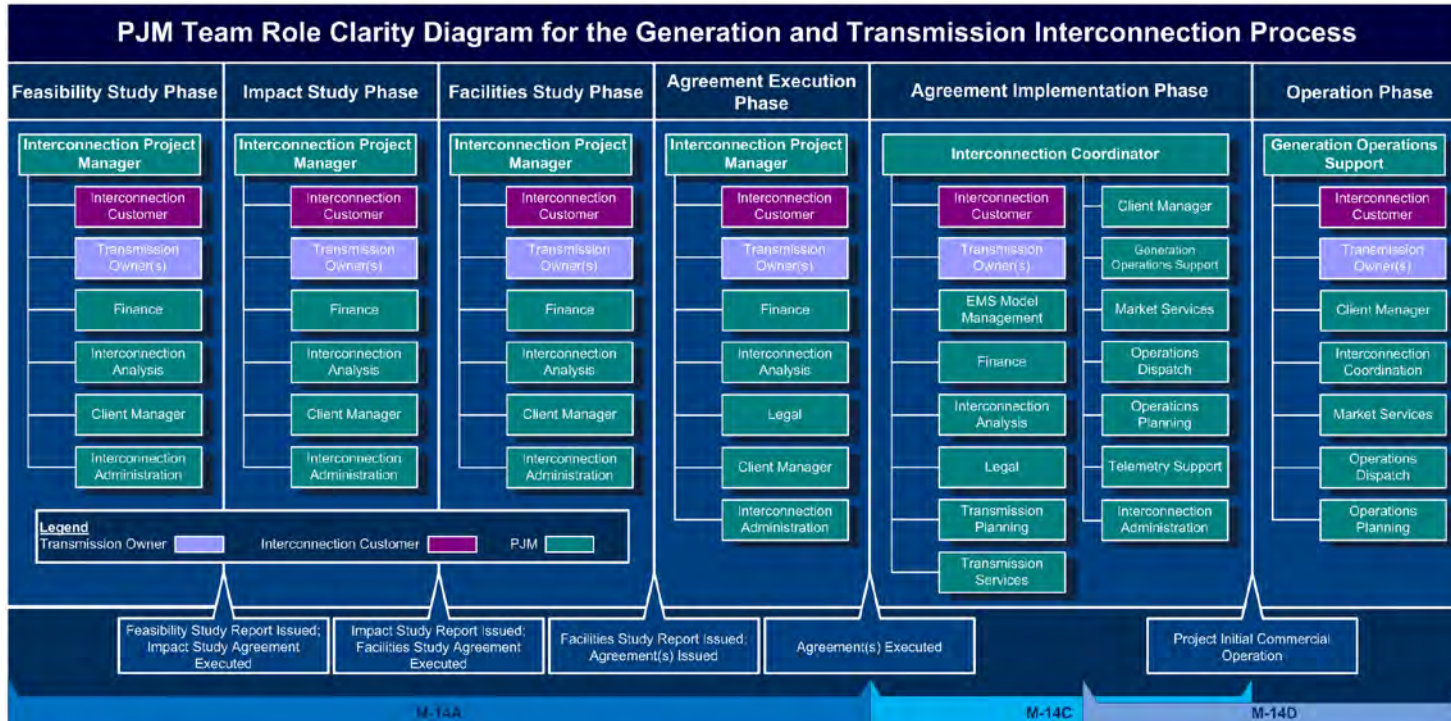 PJM Team Role Clarity Diagram for the Generation and Transmission Interconnection Process
Feasibility Study Phase
Interconnection Project
Manager
Interconnection
Customer
Transmission
Owner(s)
Finance
Interconnection
Analysis
Client Manager
Interconnection
Administration
Impact Study Phase
Interconnection Project
Manager
Interconnection
Customer
Transmission
Owner(s)
Finance
Interconnection
Analysis
Client Manager
Interconnection
Administration
Facilities Study Phase
Interconnection Project
Manager
Interconnection
Customer
Transmission
Owner(s)
Finance
Interconnection
Analysis
Client Manager
Interconnection
Administration
Agreement Execution
Phase
Interconnection Project
Manager
Interconnection
Customer
Transmission
Owner(s)
Finance
Interconnection
Analysis
Legal
Client Manager
Interconnection
Administration
Agreement Implementation Phase
Interconnection Coordinator
Interconnection
Customer
Transmission
Owner(s)
EMS Model
Management
Finance
Interconnection
Analysis
Legal
Transmission
Planning
Transmission
Services
Client Manager
Generation
Operations Support
Market Services
Operations
Dispatch
Operations
Planning
Telemetry Support
Interconnection
Administration
Operation Phase
Generation Operations
Support
Interconnection
Customer
Transmission
Owner(s)
Client Manager
Interconnection
Coordination
Market Services
Operations
Dispatch
Operations
Planning
Legend
Transmission Owner
Interconnection Customer
PJM
Feasibility Study Report Issued;
Impact Study Agreement
Executed
Impact Study Report Issued;
Facilities Study Agreement
Executed
Facilities Study Report Issued;
Agreement(s) Issued
Agreement(s) Executed
Project Initial Commercial
Operation
M-14A
M-14C
M-14D